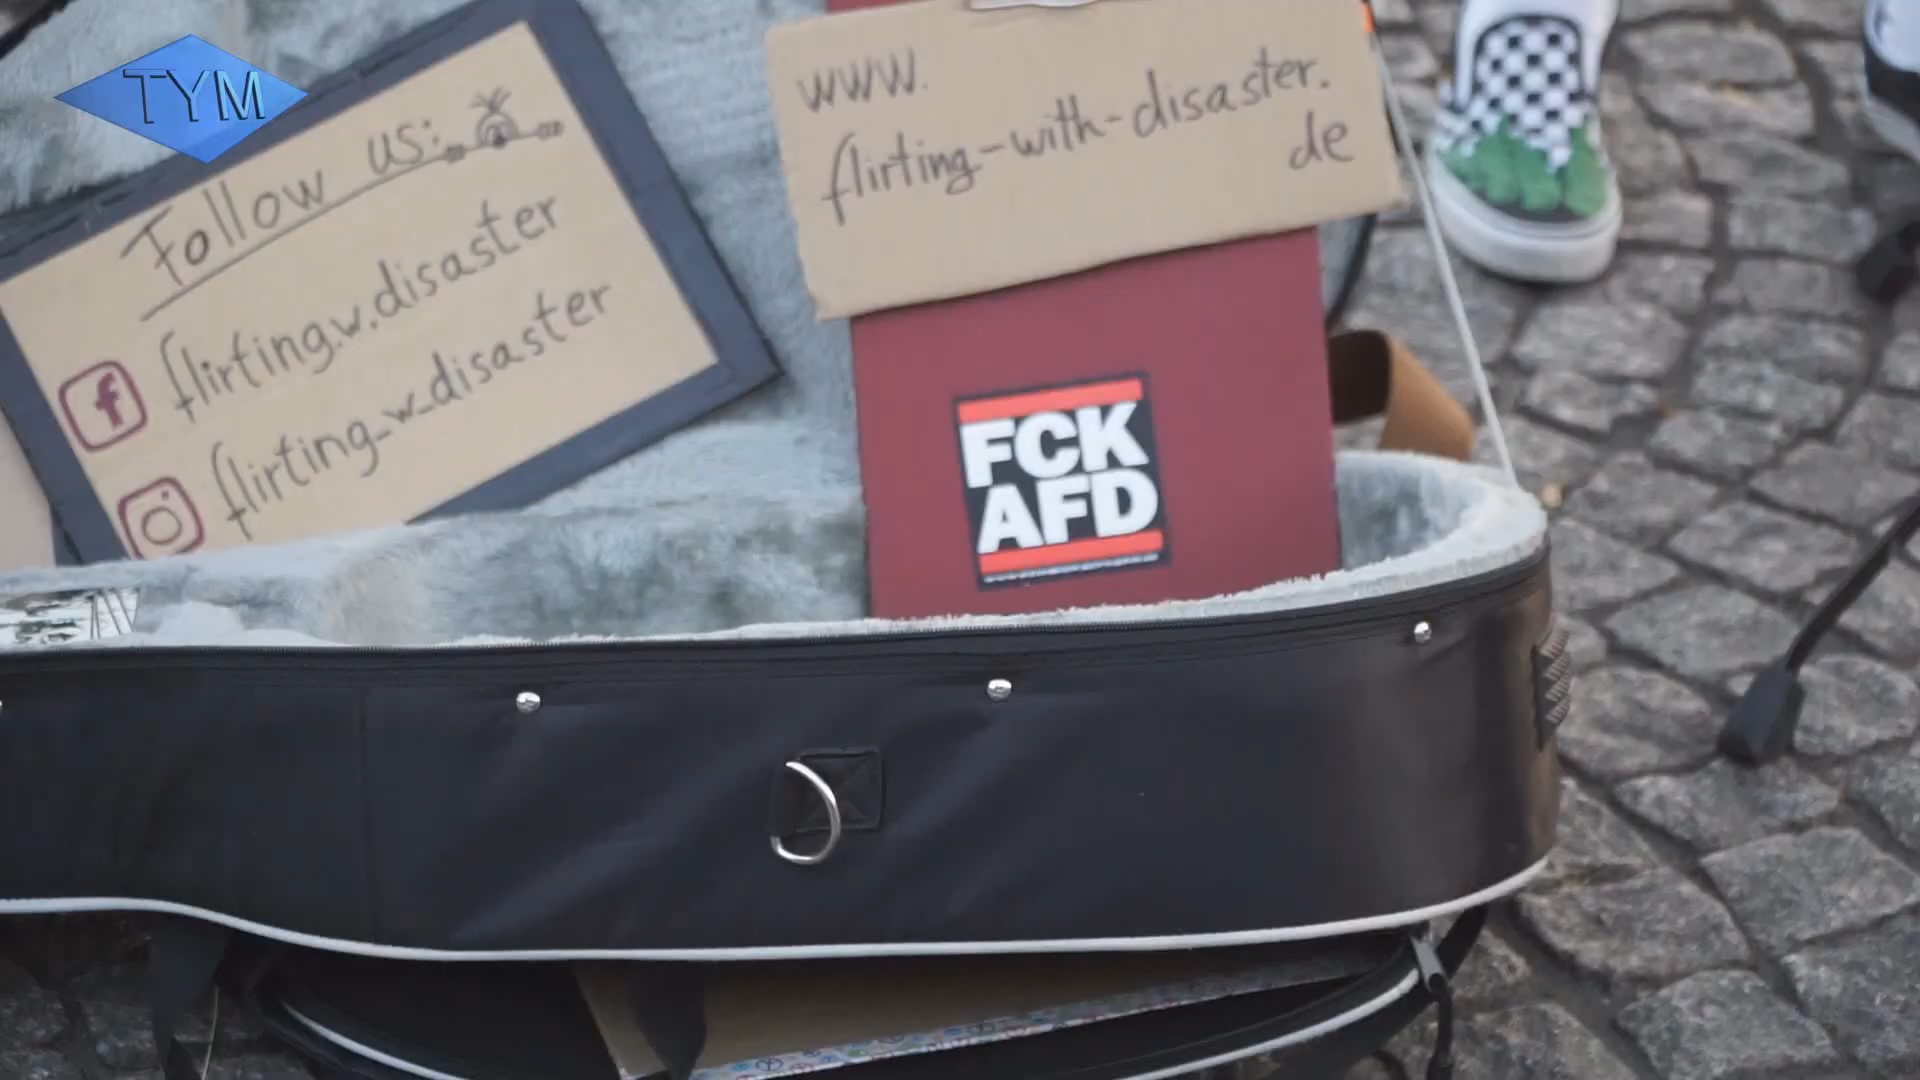 TYM
Follow us:
flirting.w.disaster
flirting_w_disaster
www.
flirting-with-disaster.
de
FCK
AFD